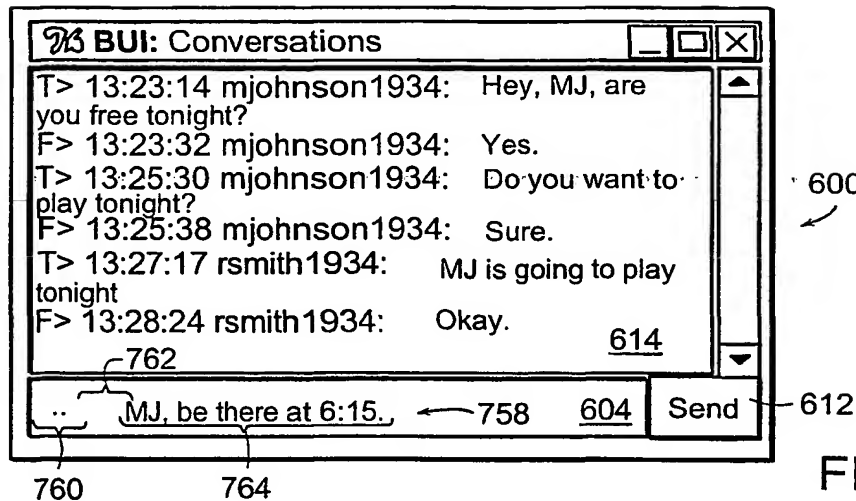 BUI: Conversations
T> 13:23:14 mjohnson1934: Hey, MJ, are
you free tonight?
F> 13:23:32 mjohnson1934: Yes.
T> 13:25:30 mjohnson1934: Do you want to
play tonight?
F> 13:25:38 mjohnson1934: Sure.
T> 13:27:17 rsmith1934: MJ is going to play
tonight
F> 13:28:24 rsmith1934: Okay.
614
600
762
.. MJ, be there at 6:15. 758 604 Send 612
760 764